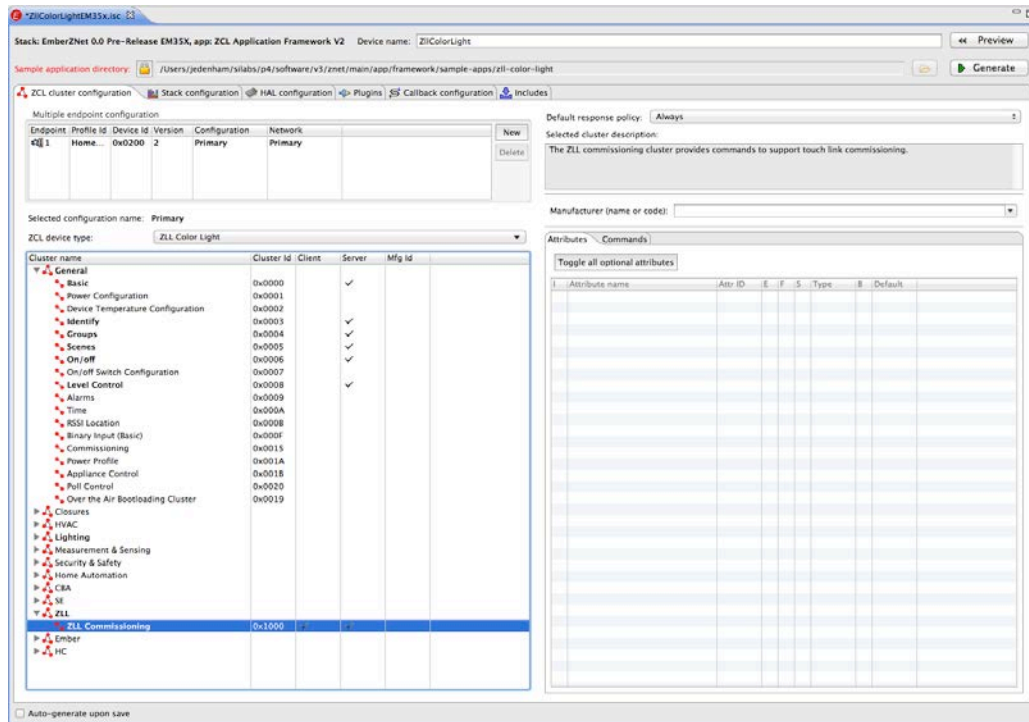 *ZllColorLightEM35x.isc
Stack: EmberZNet 0.0 Pre-Release EM35X, app: ZCL Application Framework V2 Device name: ZllColorLight Preview
Sample application directory: /Users/jedenham/silabs/p4/software/v3/znet/main/app/framework/sample-apps/zll-color-light Generate
ZCL cluster configuration Stack configuration HAL configuration Plugins Callback configuration Includes
Multiple endpoint configuration
Endpoint Profile Id Device Id Version Configuration Network New
1 Home... 0x0200 2 Primary Primary
Delete
Selected configuration name: Primary
ZCL device type: ZLL Color Light
Cluster name Cluster Id Client Server Mfg Id
General
Basic 0x0000
Power Configuration 0x0001
Device Temperature Configuration 0x0002
Identify 0x0003
Groups 0x0004
Scenes 0x0005
On/off 0x0006
On/off Switch Configuration 0x0007
Level Control 0x0008
Alarms 0x0009
Time 0x000A
RSSI Location 0x000B
Binary Input (Basic) 0x000F
Commissioning 0x0015
Power Profile 0x001A
Appliance Control 0x001B
Poll Control 0x0020
Over the Air Bootloading Cluster 0x0019
Closures
HVAC
Lighting
Measurement & Sensing
Security & Safety
Home Automation
CBA
SE
ZLL
ZLL Commissioning 0x1000
Ember
HC
Default response policy: Always
Selected cluster description:
The ZLL commissioning cluster provides commands to support touch link commissioning.
Manufacturer (name or code):
Attributes Commands
Toggle all optional attributes
I Attribute name Attr ID E F S Type B Default
Auto-generate upon save